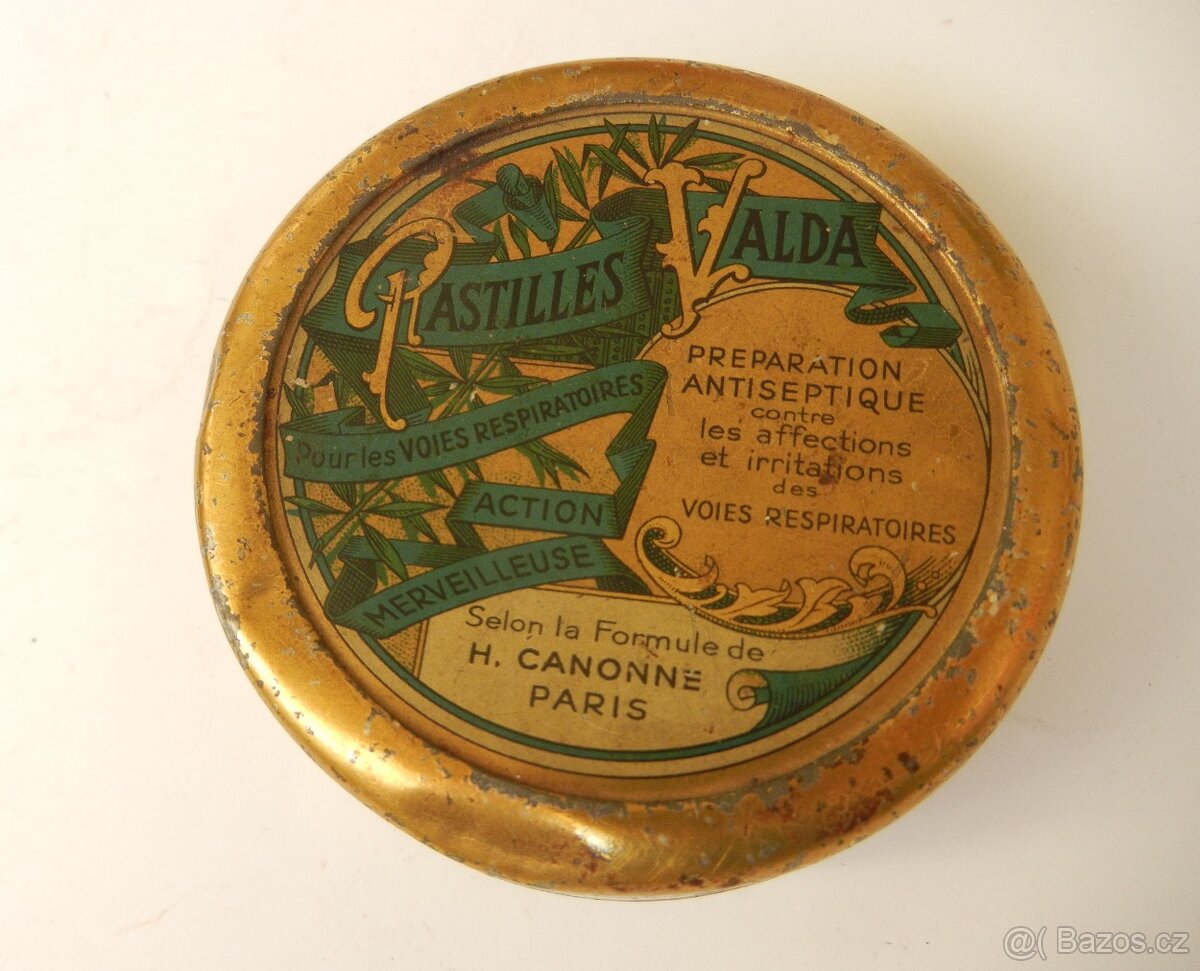 PASTILLES VALDA
Pour les VOIES RESPIRATOIRES
ACTION
MERVEILLEUSE
PREPARATION
ANTISEPTIQUE
contre
les affections
et irritations
des
VOIES RESPIRATOIRES
Selon la Formule de
H. CANONNE
PARIS
@( Bazos.cz